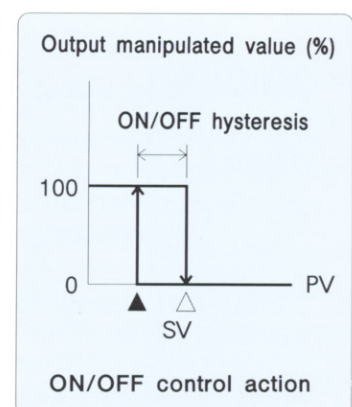 Output manipulated value (%)
ON/OFF hysteresis
100
0
PV
SV
ON/OFF control action